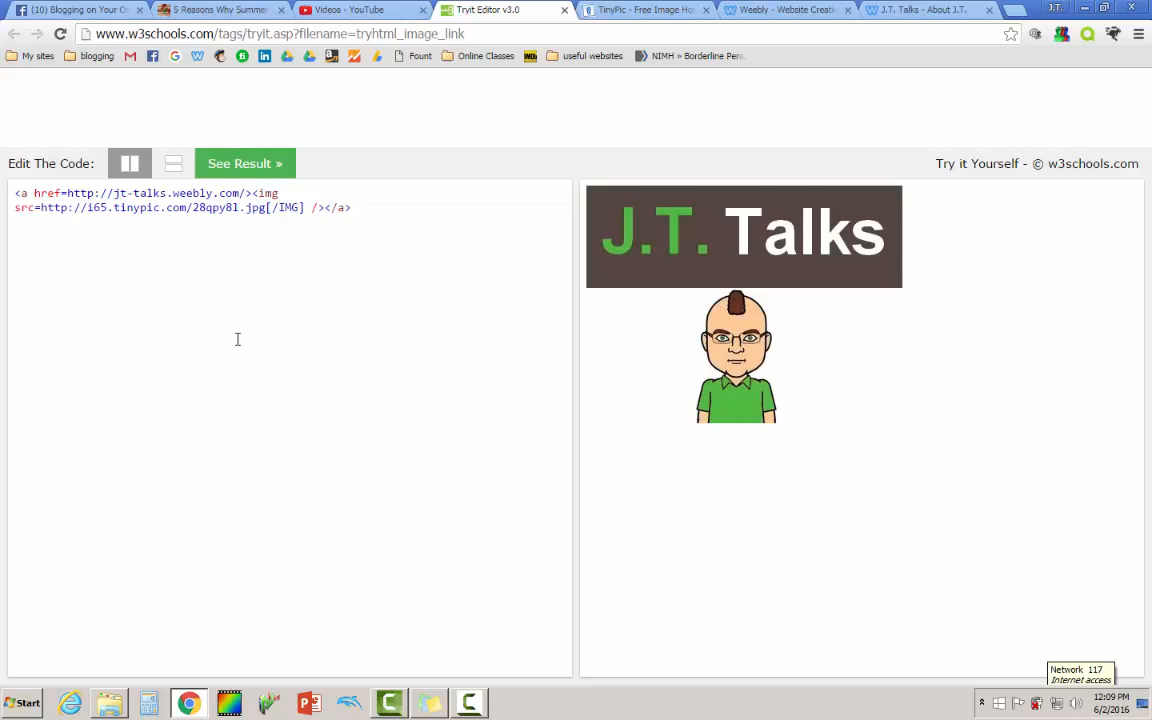 (10) Blogging on Your Ow
5 Reasons Why Summer
Videos - YouTube
Tryit Editor v3.0
TinyPic - Free Image Ho
Weebly - Website Creati
J.T. Talks - About J.T.
J.T.
www.w3schools.com/tags/tryit.asp?filename=tryhtml_image_link
My sites
blogging
Fount
Online Classes
useful websites
NIMH » Borderline Pers
Edit The Code:
See Result »
Try it Yourself - © w3schools.com
<a href=http://jt-talks.weebly.com/><img
src=http://i65.tinypic.com/28qpy8l.jpg[/IMG] /></a>
J.T. Talks
Network 117
Internet access
Start
12:09 PM
6/2/2016